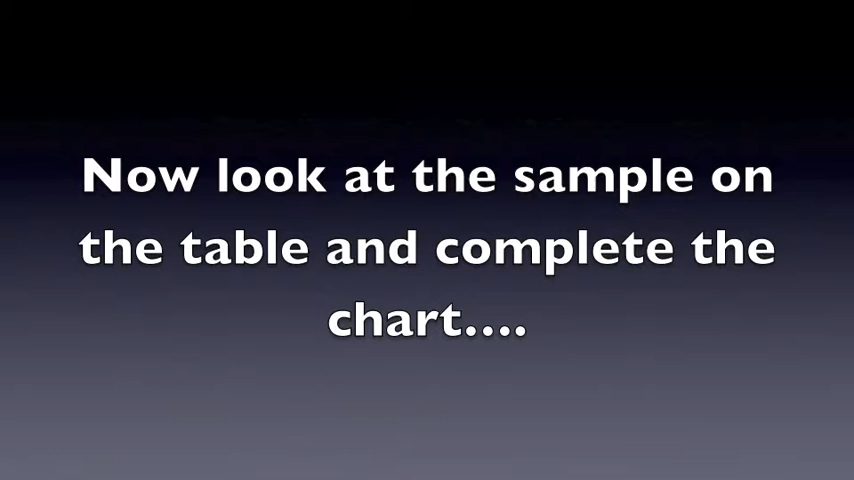 Now look at the sample on
the table and complete the
chart....